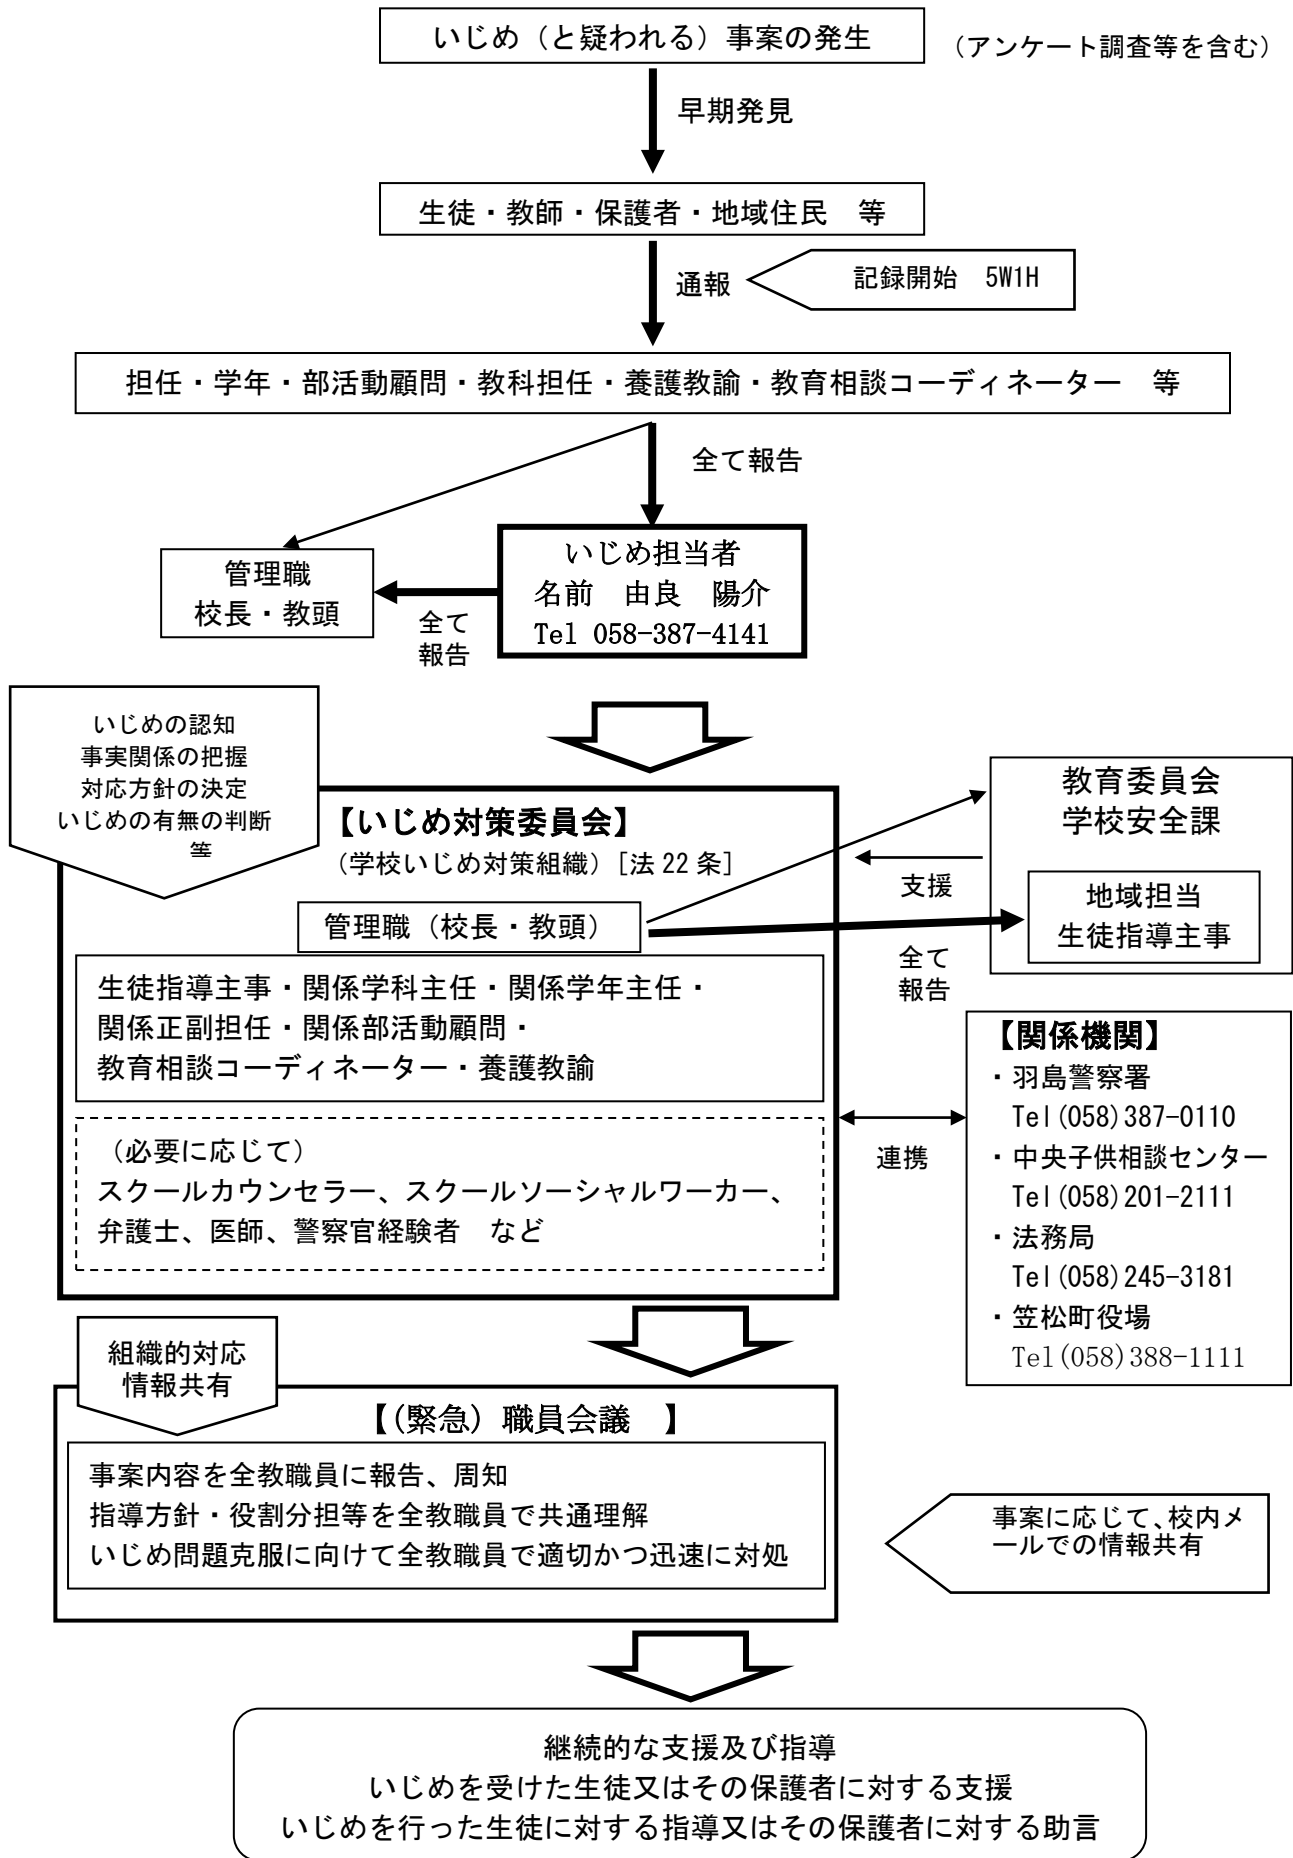 いじめ（と疑われる）事案の発生
（アンケート調査等を含む）
早期発見
生徒・教師・保護者・地域住民　等
通報
記録開始　5W1H
担任・学年・部活動顧問・教科担任・養護教諭・教育相談コーディネーター　等
全て報告
いじめ担当者
名前　由良　陽介
Tel 058-387-4141
管理職
校長・教頭
全て
報告
いじめの認知
事実関係の把握
対応方針の決定
いじめの有無の判断
等
【いじめ対策委員会】
（学校いじめ対策組織）［法22条］
管理職（校長・教頭）
生徒指導主事・関係学科主任・関係学年主任・
関係正副担任・関係部活動顧問・
教育相談コーディネーター・養護教諭
（必要に応じて）
スクールカウンセラー、スクールソーシャルワーカー、
弁護士、医師、警察官経験者　など
教育委員会
学校安全課
支援
地域担当
生徒指導主事
全て
報告
連携
【関係機関】
・羽島警察署
Tel(058)387-0110
・中央子供相談センター
Tel(058)201-2111
・法務局
Tel(058)245-3181
・笠松町役場
Tel(058)388-1111
組織的対応
情報共有
【（緊急）職員会議　】
事案内容を全教職員に報告、周知
指導方針・役割分担等を全教職員で共通理解
いじめ問題克服に向けて全教職員で適切かつ迅速に対処
事案に応じて、校内メ
ールでの情報共有
継続的な支援及び指導
いじめを受けた生徒又はその保護者に対する支援
いじめを行った生徒に対する指導又はその保護者に対する助言